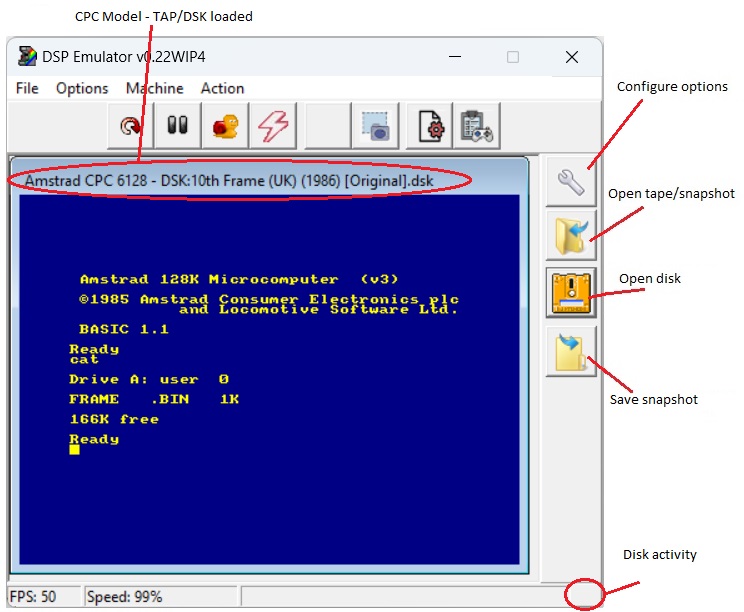 CPC Model - TAP/DSK loaded
DSP Emulator v0.22WIP4
File Options Machine Action
Configure options
Amstrad CPC 6128 - DSK:10th Frame (UK) (1986) [Original].dsk
Open tape/snapshot
Amstrad 128K Microcomputer (v3)
Open disk
©1985 Amstrad Consumer Electronics plc
and Locomotive Software Ltd.
BASIC 1.1
Ready
cat
Drive A: user 0
FRAME .BIN 1K
Save snapshot
166K free
Ready
Disk activity
FPS: 50 Speed: 99%